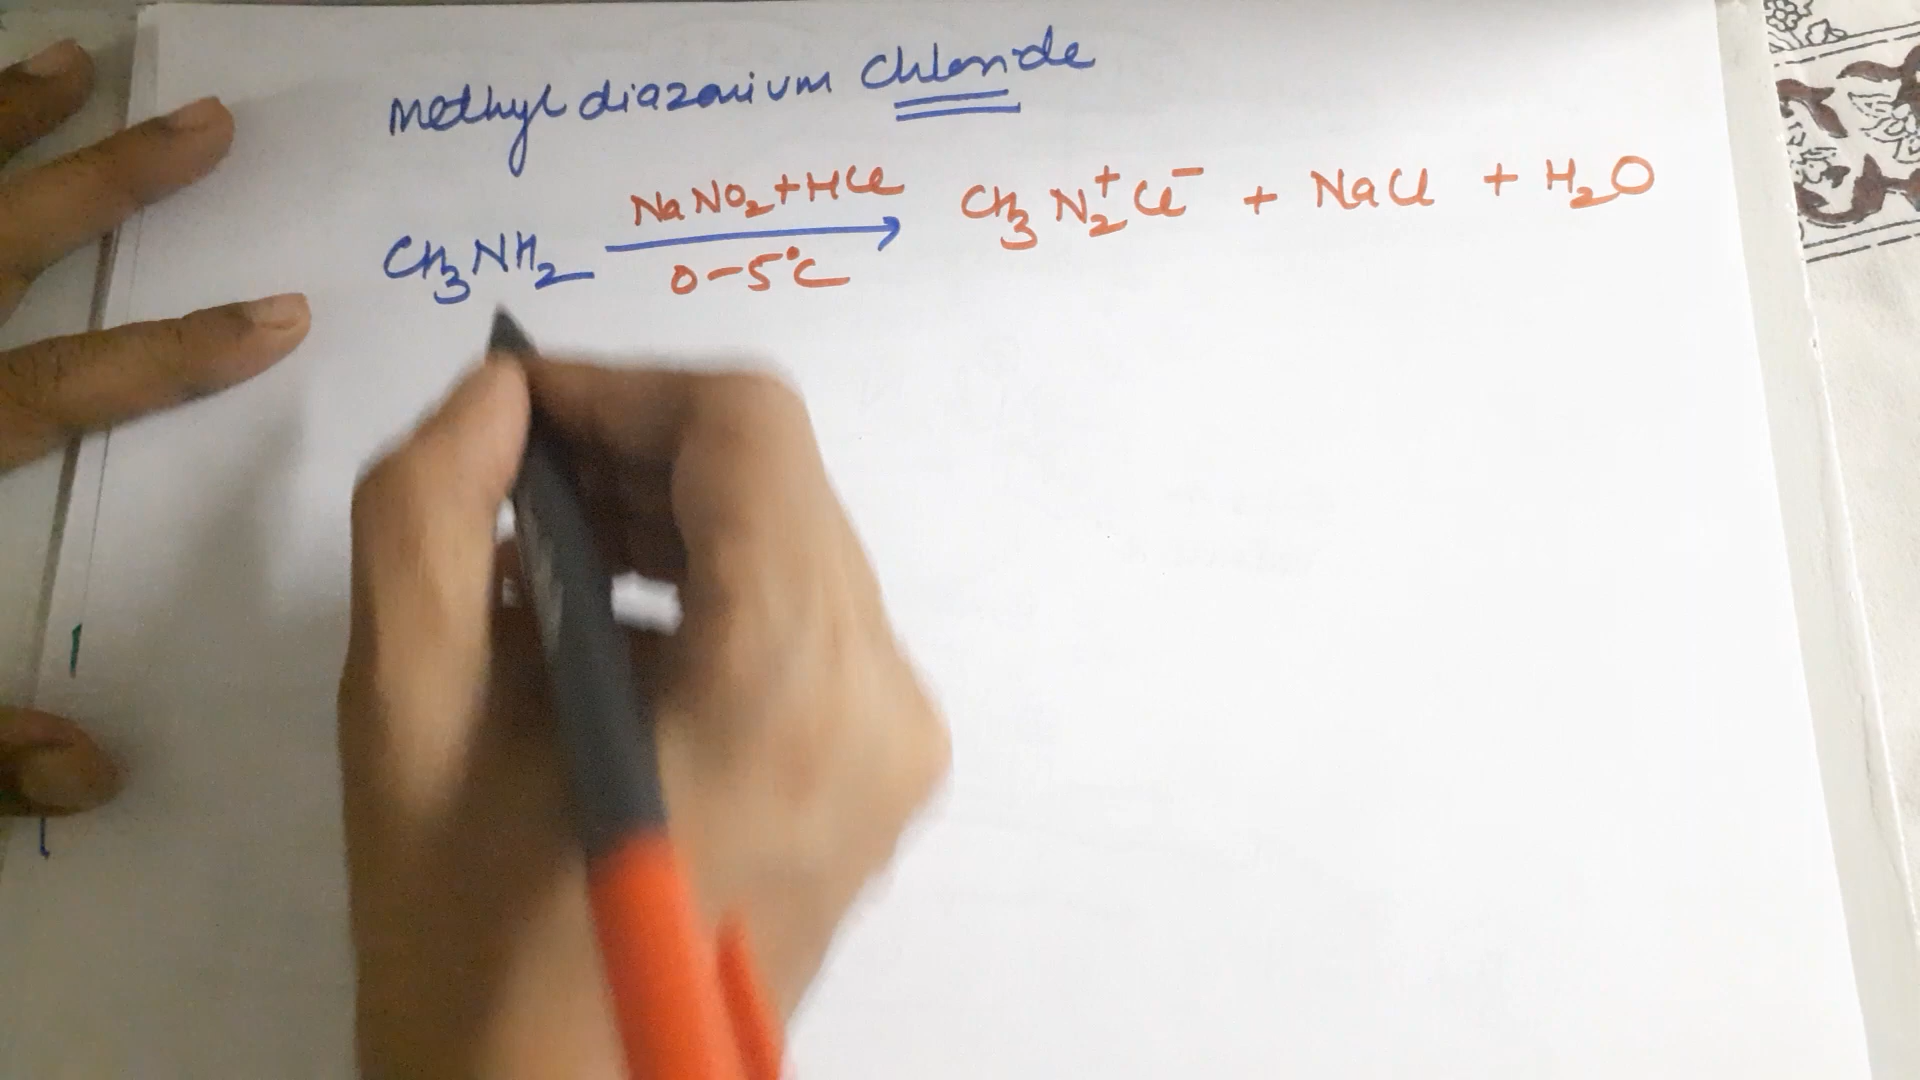 Methyl diazonium Chloride
CH₃NH₂ NaNO₂+HCl → CH₃N₂⁺Cl⁻ + NaCl + H₂O
0-5°C